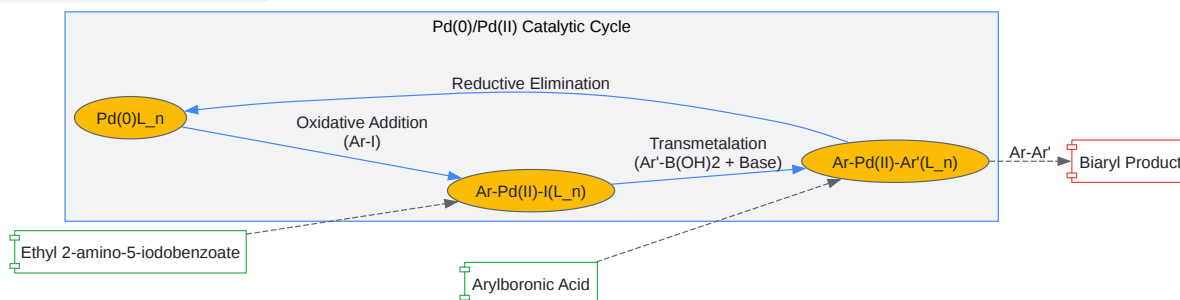 Pd(0)/Pd(II) Catalytic Cycle
Reductive Elimination
Pd(0)L_n
Oxidative Addition
(Ar-I)
Transmetalation
(Ar'-B(OH)2 + Base)
Ar-Pd(II)-Ar'(L_n)
Ar-Ar'
Biaryl Product
Ar-Pd(II)-I(L_n)
Ethyl 2-amino-5-iodobenzoate
Arylboronic Acid